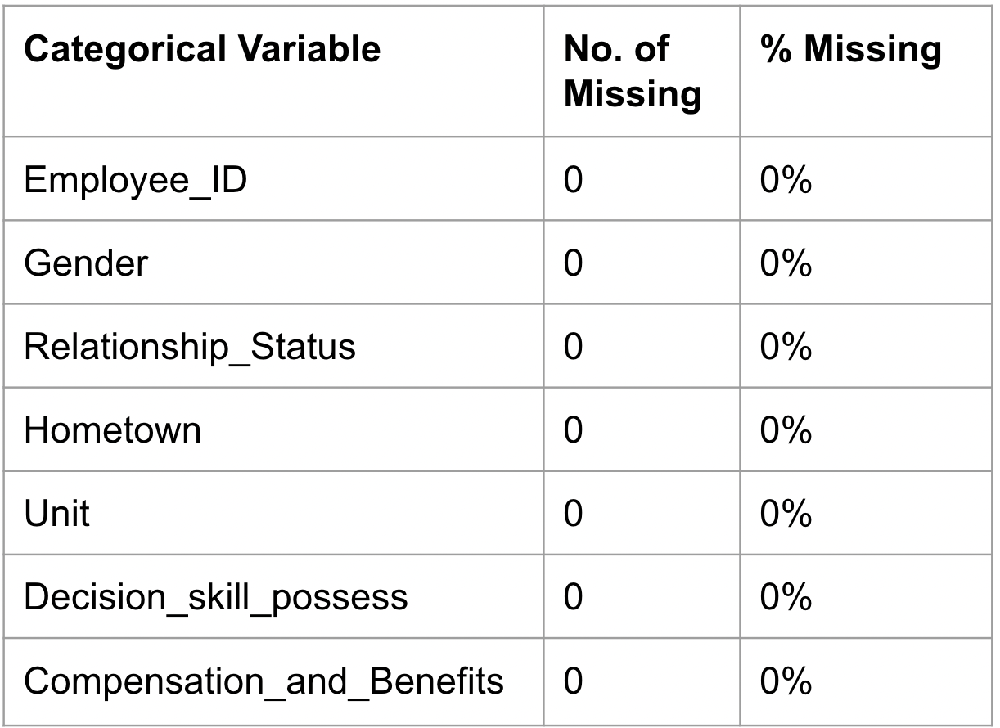 Categorical Variable No. of Missing % Missing
Employee_ID 0 0%
Gender 0 0%
Relationship_Status 0 0%
Hometown 0 0%
Unit 0 0%
Decision_skill_possess 0 0%
Compensation_and_Benefits 0 0%